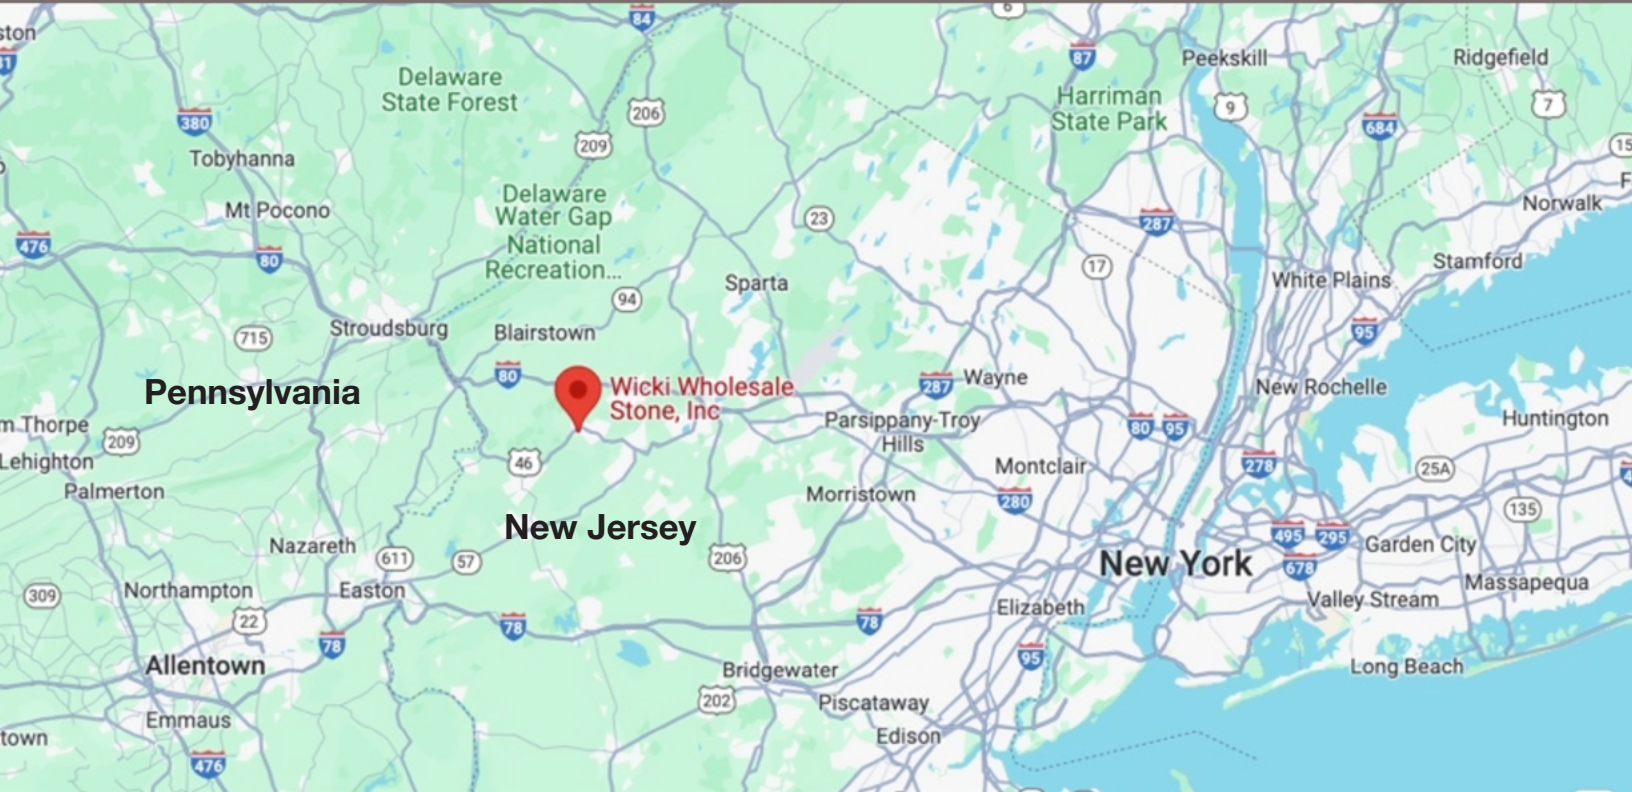 ston
84
6
87
Peekskill
Ridgefield
81
Delaware
State Forest
Harriman
State Park
9
7
380
206
684
209
15
Tobyhanna
Delaware
Water Gap
National
Recreation...
Mt Pocono
23
287
Norwalk
F
476
80
17
Stamford
Sparta
White Plains
94
Stroudsburg
Blairstown
95
715
80
Wicki Wholesale
Stone, Inc
287
Wayne
New Rochelle
Pennsylvania
m Thorpe
209
Parsippany-Troy
Hills
80
95
Huntington
Lehighton
46
Montclair
278
25A
4
Palmerton
Morristown
280
135
New Jersey
Nazareth
611
57
206
New York
495
295
678
Garden City
309
Northampton
Easton
Massapequa
22
78
78
78
Elizabeth
Valley Stream
Allentown
95
Bridgewater
Long Beach
202
Piscataway
Emmaus
town
Edison
476